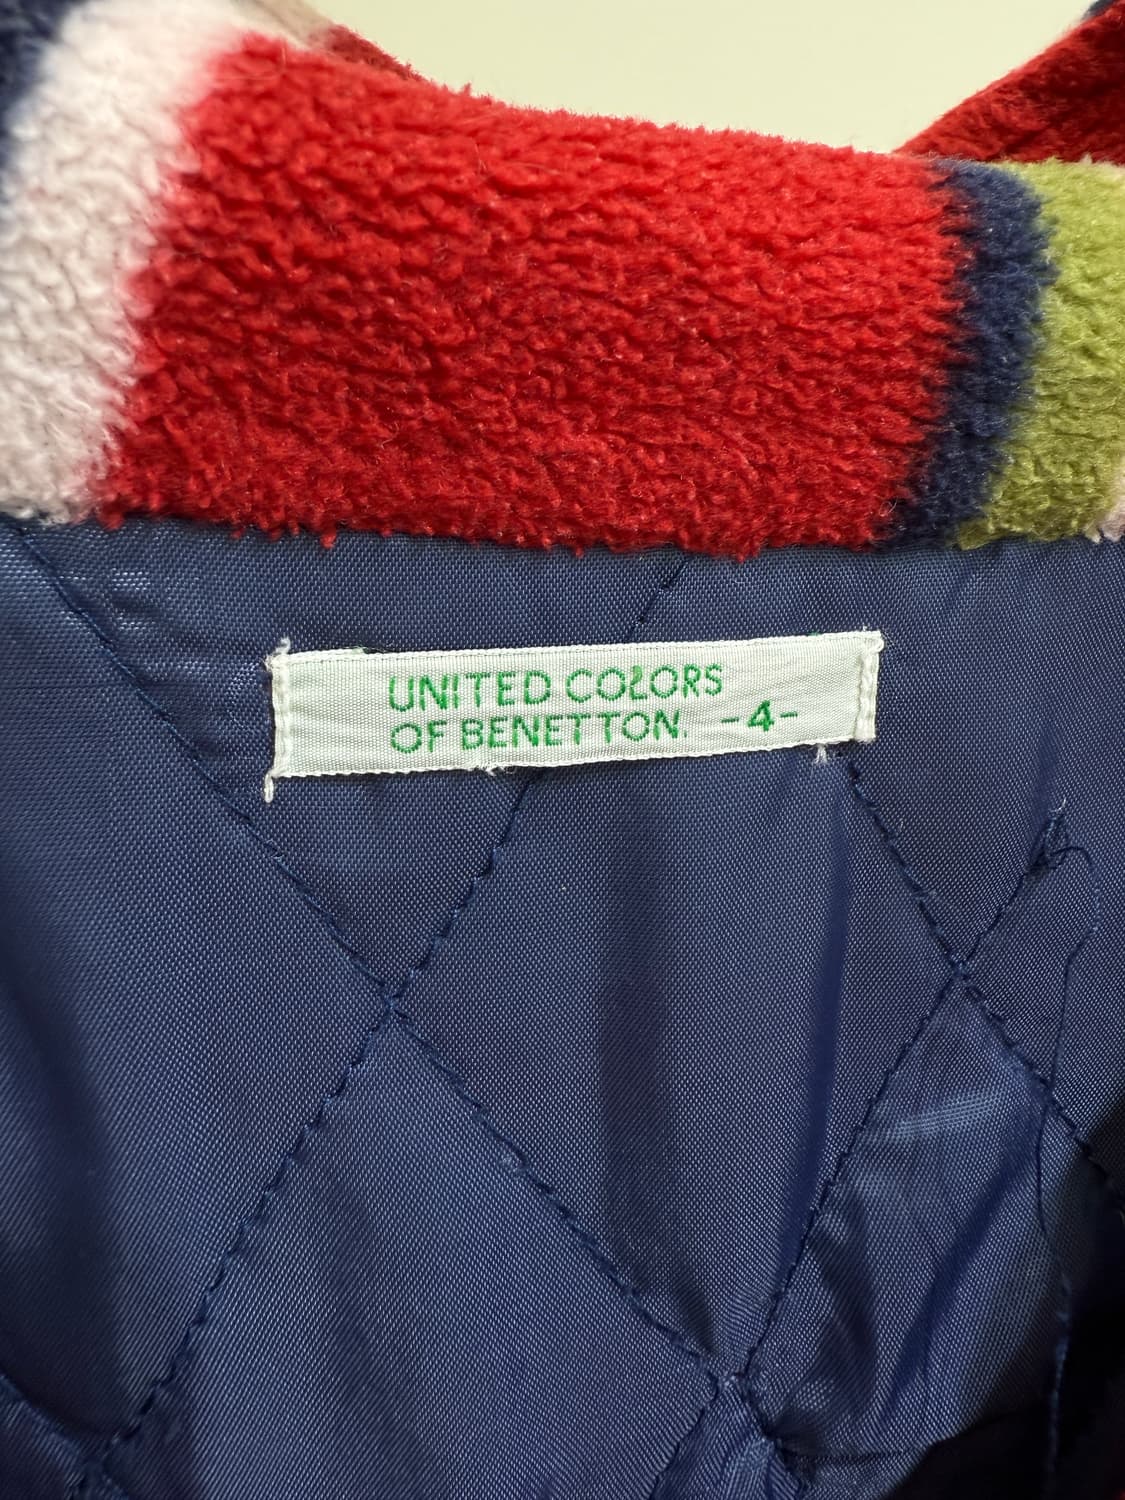 UNITED COLORS
OF BENETTON. -4-